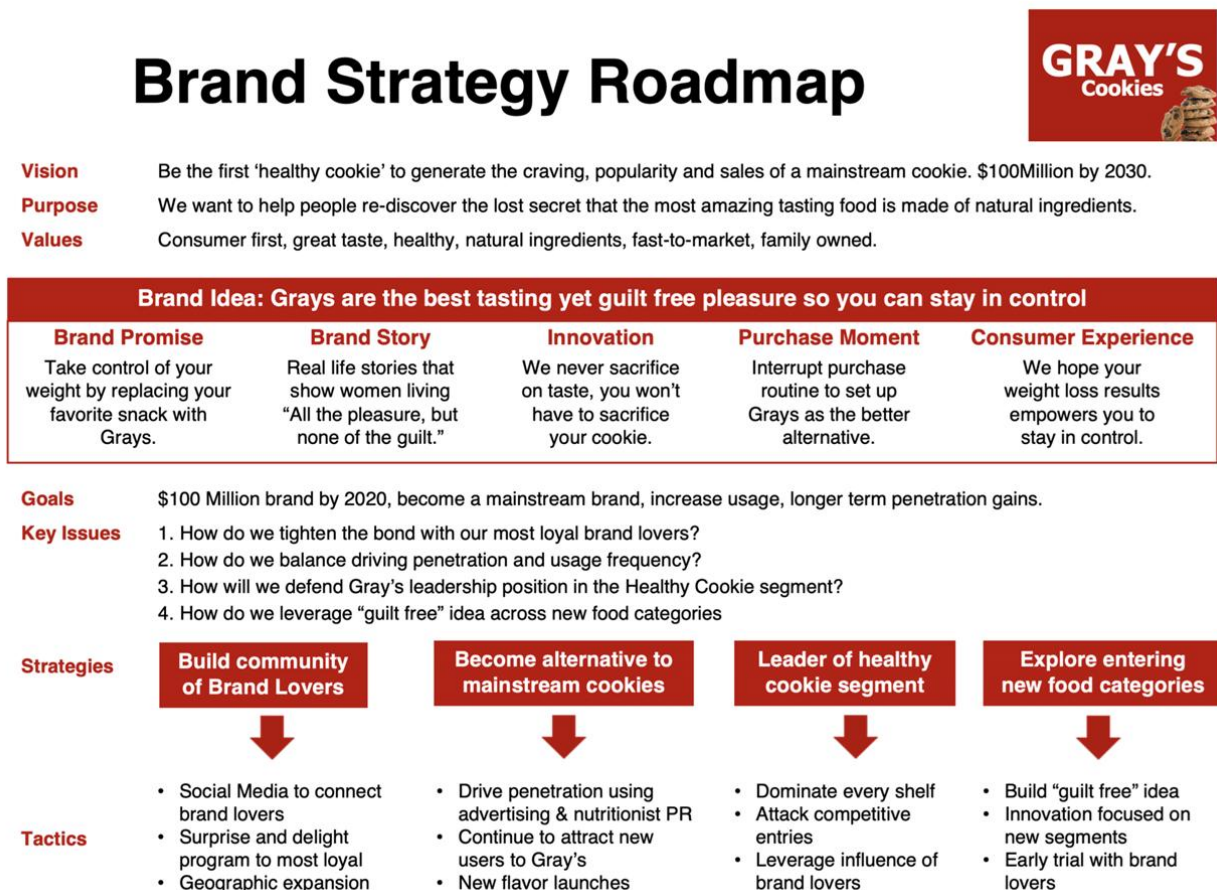 Brand Strategy Roadmap
GRAY'S
Cookies
Vision
Be the first 'healthy cookie' to generate the craving, popularity and sales of a mainstream cookie. $100Million by 2030.
Purpose
We want to help people re-discover the lost secret that the most amazing tasting food is made of natural ingredients.
Values
Consumer first, great taste, healthy, natural ingredients, fast-to-market, family owned.
Brand Idea: Grays are the best tasting yet guilt free pleasure so you can stay in control
Brand Promise
Take control of your
weight by replacing your
favorite snack with
Grays.
Brand Story
Real life stories that
show women living
"All the pleasure, but
none of the guilt."
Innovation
We never sacrifice
on taste, you won't
have to sacrifice
your cookie.
Purchase Moment
Interrupt purchase
routine to set up
Grays as the better
alternative.
Consumer Experience
We hope your
weight loss results
empowers you to
stay in control.
Goals
$100 Million brand by 2020, become a mainstream brand, increase usage, longer term penetration gains.
Key Issues
1. How do we tighten the bond with our most loyal brand lovers?
2. How do we balance driving penetration and usage frequency?
3. How will we defend Gray's leadership position in the Healthy Cookie segment?
4. How do we leverage "guilt free" idea across new food categories
Strategies
Build community
of Brand Lovers
Become alternative to
mainstream cookies
Leader of healthy
cookie segment
Explore entering
new food categories
Tactics
• Social Media to connect
brand lovers
• Surprise and delight
program to most loyal
• Geographic expansion
• Drive penetration using
advertising & nutritionist PR
• Continue to attract new
users to Gray's
• New flavor launches
• Dominate every shelf
• Attack competitive
entries
• Leverage influence of
brand lovers
• Build "guilt free" idea
• Innovation focused on
new segments
• Early trial with brand
lovers